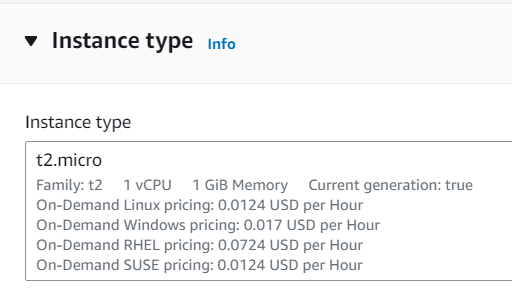 Instance type Info
Instance type
t2.micro
Family: t2 1 vCPU 1 GiB Memory Current generation: true
On-Demand Linux pricing: 0.0124 USD per Hour
On-Demand Windows pricing: 0.017 USD per Hour
On-Demand RHEL pricing: 0.0724 USD per Hour
On-Demand SUSE pricing: 0.0124 USD per Hour